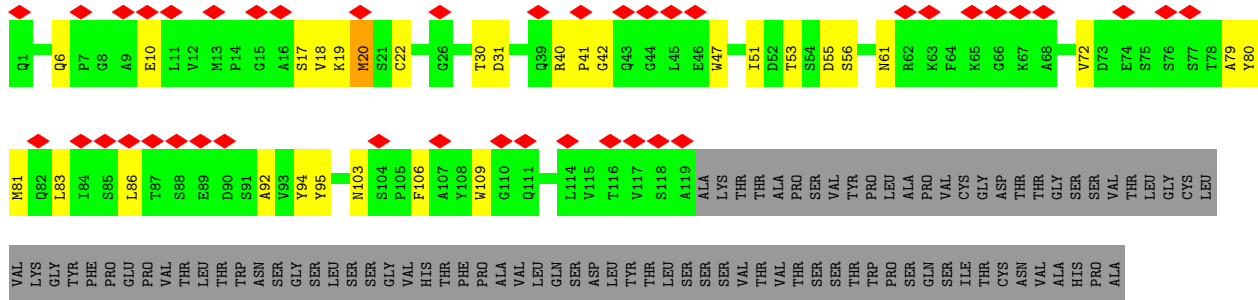 Q1 Q6 P7 G8 A9 E10 L11 V12 M13 P14 G15 A16 S17 V18 K19 M20 S21 C22 G26 T30 D31 Q39 R40 P41 G42 Q43 G44 L45 E46 W47 I51 D52 T53 S54 D55 S56 N61 R62 K63 F64 K65 G66 K67 A68 V72 D73 E74 S75 S76 S77 T78 A79 Y80
M81 Q82 L83 I84 S85 L86 T87 S88 E89 D90 S91 A92 V93 Y94 Y95 N103 S104 P105 F106 A107 Y108 W109 G110 Q111 L114 V115 T116 V117 S118 A119 ALA LYS THR THR ALA PRO SER VAL TYR PRO LEU ALA PRO VAL CYS GLY ASP THR THR GLY SER SER VAL THR LEU GLY CYS LEU
VAL LYS GLY TYR PHE PRO GLU PRO VAL THR LEU THR TRP ASN SER GLY SER LEU SER SER GLY VAL HIS THR PHE PRO ALA VAL LEU GLN SER ASP LEU TYR THR LEU SER SER SER VAL THR VAL THR SER SER THR TRP PRO SER GLN SER ILE THR CYS ASN VAL ALA HIS PRO ALA